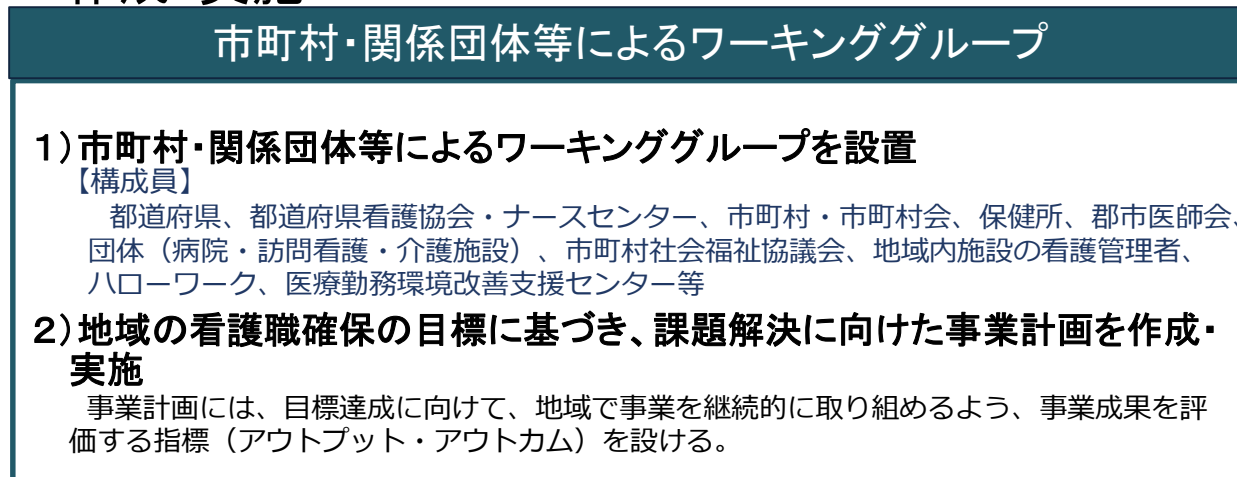 市町村・関係団体等によるワーキンググループ
1）市町村・関係団体等によるワーキンググループを設置
【構成員】
都道府県、都道府県看護協会・ナースセンター、市町村・市町村会、保健所、郡市医師会、
団体（病院・訪問看護・介護施設）、市町村社会福祉協議会、地域内施設の看護管理者、
ハローワーク、医療勤務環境改善支援センター等
2）地域の看護職確保の目標に基づき、課題解決に向けた事業計画を作成・
実施
事業計画には、目標達成に向けて、地域で事業を継続的に取り組めるよう、事業成果を評
価する指標（アウトプット・アウトカム）を設ける。